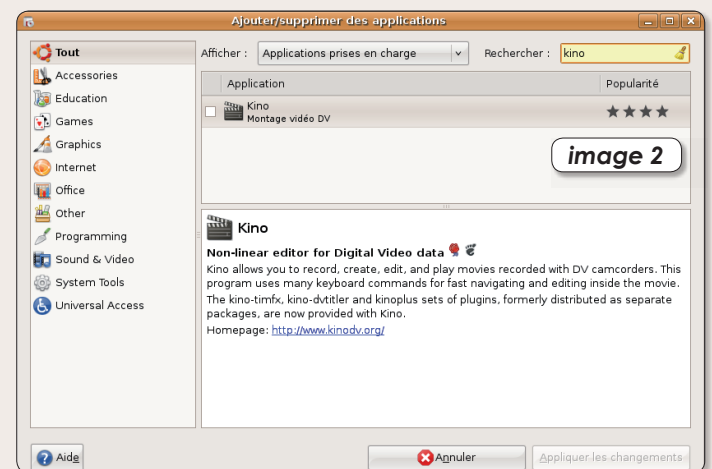 Ajouter/supprimer des applications
Tout
Accessories
Education
Games
Graphics
Internet
Office
Other
Programming
Sound & Video
System Tools
Universal Access
Afficher : Applications prises en charge Rechercher : kino
Application Popularité
Kino
Montage vidéo DV
image 2
Kino
Non-linear editor for Digital Video data
Kino allows you to record, create, edit, and play movies recorded with DV camcorders. This
program uses many keyboard commands for fast navigating and editing inside the movie.
The kino-timfx, kino-dvtitler and kinoplus sets of plugins, formerly distributed as separate
packages, are now provided with Kino.
Homepage: http://www.kinodv.org/
Aide Annuler Appliquer les changements